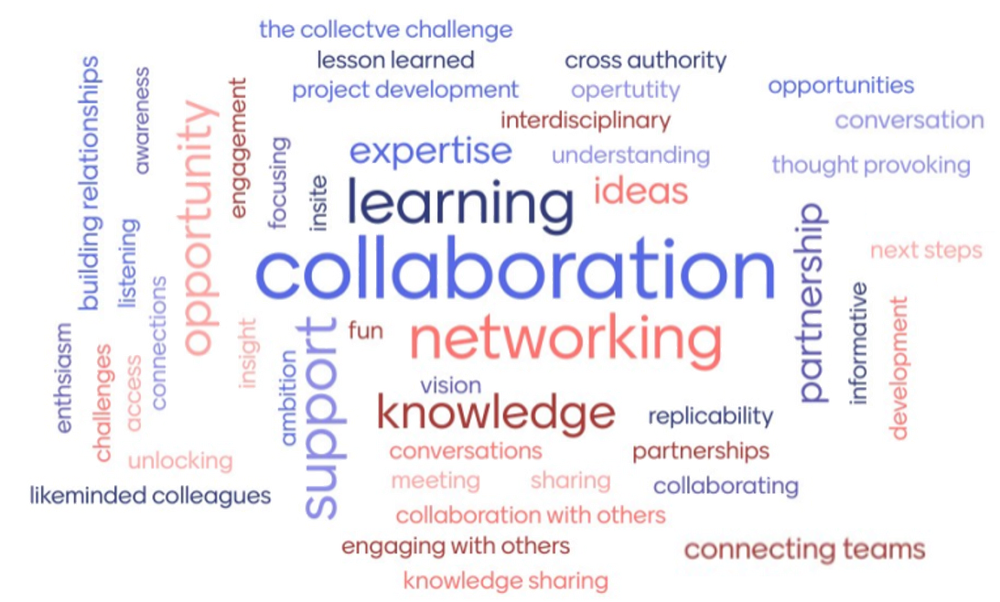 the collectve challenge
lesson learned
cross authority
project development
opertutity
opportunities
interdisciplinary
conversation
expertise
understanding
thought provoking
building relationships
awareness
opportunity
engagement
focusing
insite
learning
ideas
collaboration
partnership
next steps
listening
connections
enthsiasm
challenges
access
insight
ambition
support
fun
networking
informative
development
vision
knowledge
replicability
unlocking
conversations
partnerships
likeminded colleagues
meeting
sharing
collaborating
collaboration with others
engaging with others
connecting teams
knowledge sharing